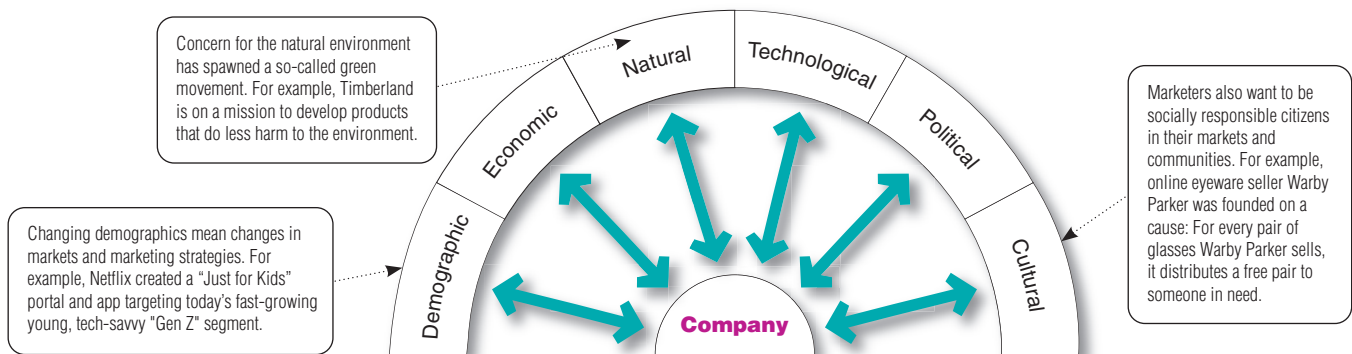 Concern for the natural environment
has spawned a so-called green
movement. For example, Timberland
is on a mission to develop products
that do less harm to the environment.
Changing demographics mean changes in
markets and marketing strategies. For
example, Netflix created a “Just for Kids”
portal and app targeting today’s fast-growing
young, tech-savvy "Gen Z" segment.
Demographic
Economic
Natural
Technological
Political
Cultural
Company
Marketers also want to be
socially responsible citizens
in their markets and
communities. For example,
online eyeware seller Warby
Parker was founded on a
cause: For every pair of
glasses Warby Parker sells,
it distributes a free pair to
someone in need.